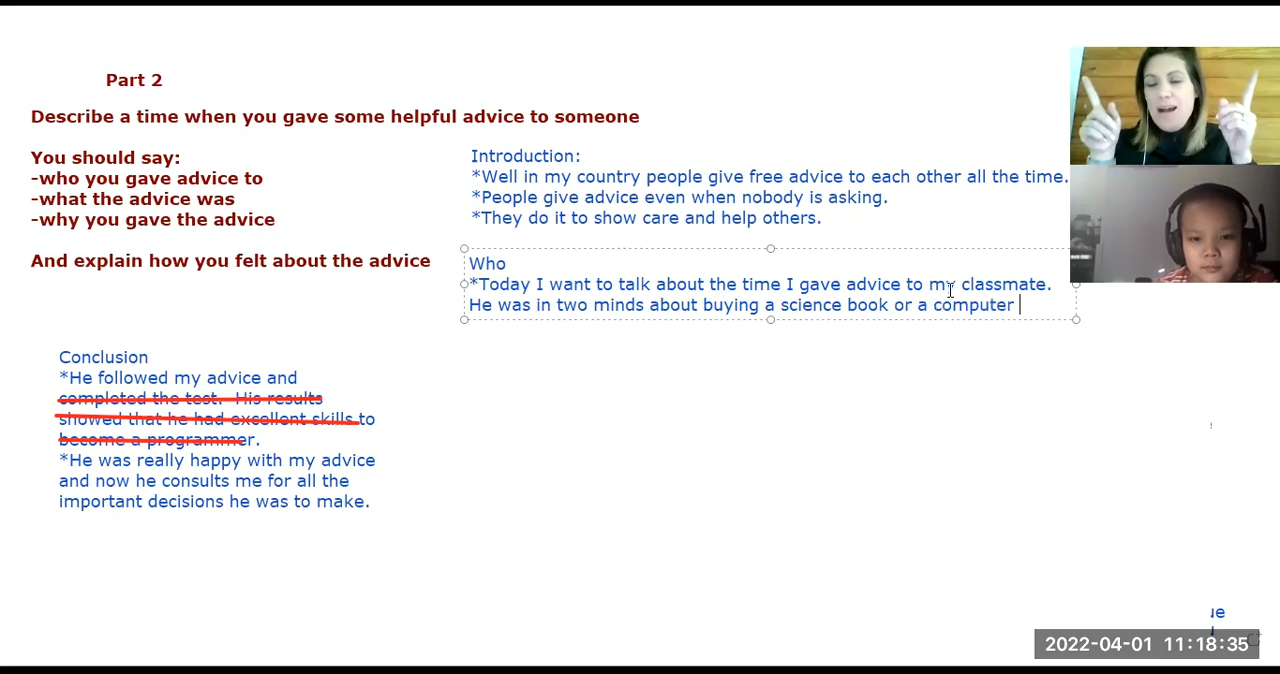 Part 2
Describe a time when you gave some helpful advice to someone
You should say:
-who you gave advice to
-what the advice was
-why you gave the advice
And explain how you felt about the advice
Introduction:
*Well in my country people give free advice to each other all the time.
*People give advice even when nobody is asking.
*They do it to show care and help others.
Who
*Today I want to talk about the time I gave advice to my classmate.
He was in two minds about buying a science book or a computer
Conclusion
*He followed my advice and
completed the test. His results
showed that he had excellent skills to
become a programmer.
*He was really happy with my advice
and now he consults me for all the
important decisions he was to make.
2022-04-01 11:18:35